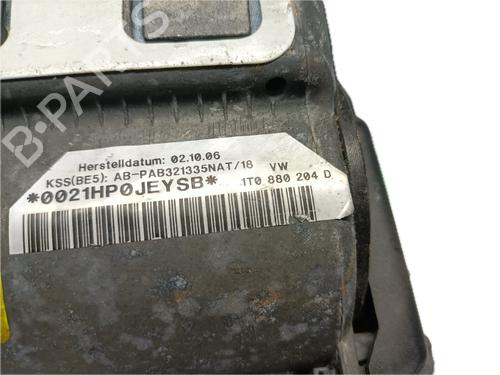 B-PARTS
Herstelldatum: 02.10.06
KSS(BE5): AB-PAB321335NAT/18 VW
*0021HP0JEYSB* 1T0 880 204 D